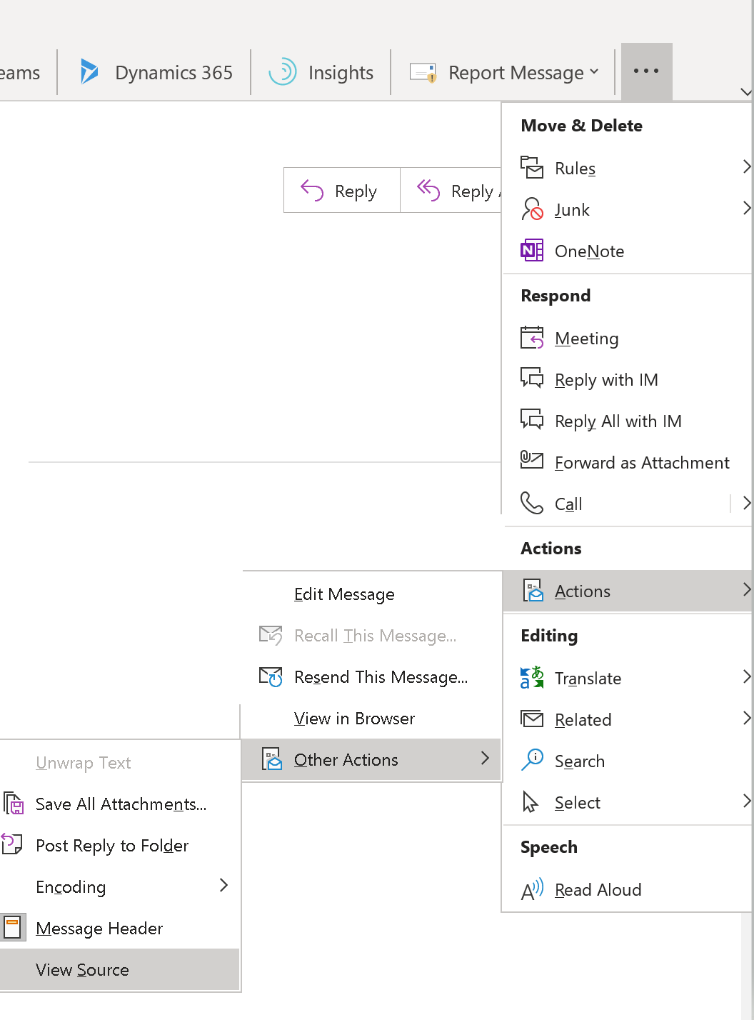 eams
Dynamics 365
Insights
Report Message
Reply
Reply
Move & Delete
Rules
Junk
OneNote
Respond
Meeting
Reply with IM
Reply All with IM
Forward as Attachment
Call
Actions
Actions
Editing
Translate
Related
Search
Select
Speech
Read Aloud
Edit Message
Recall This Message...
Resend This Message...
View in Browser
Other Actions
Unwrap Text
Save All Attachments...
Post Reply to Folder
Encoding
Message Header
View Source